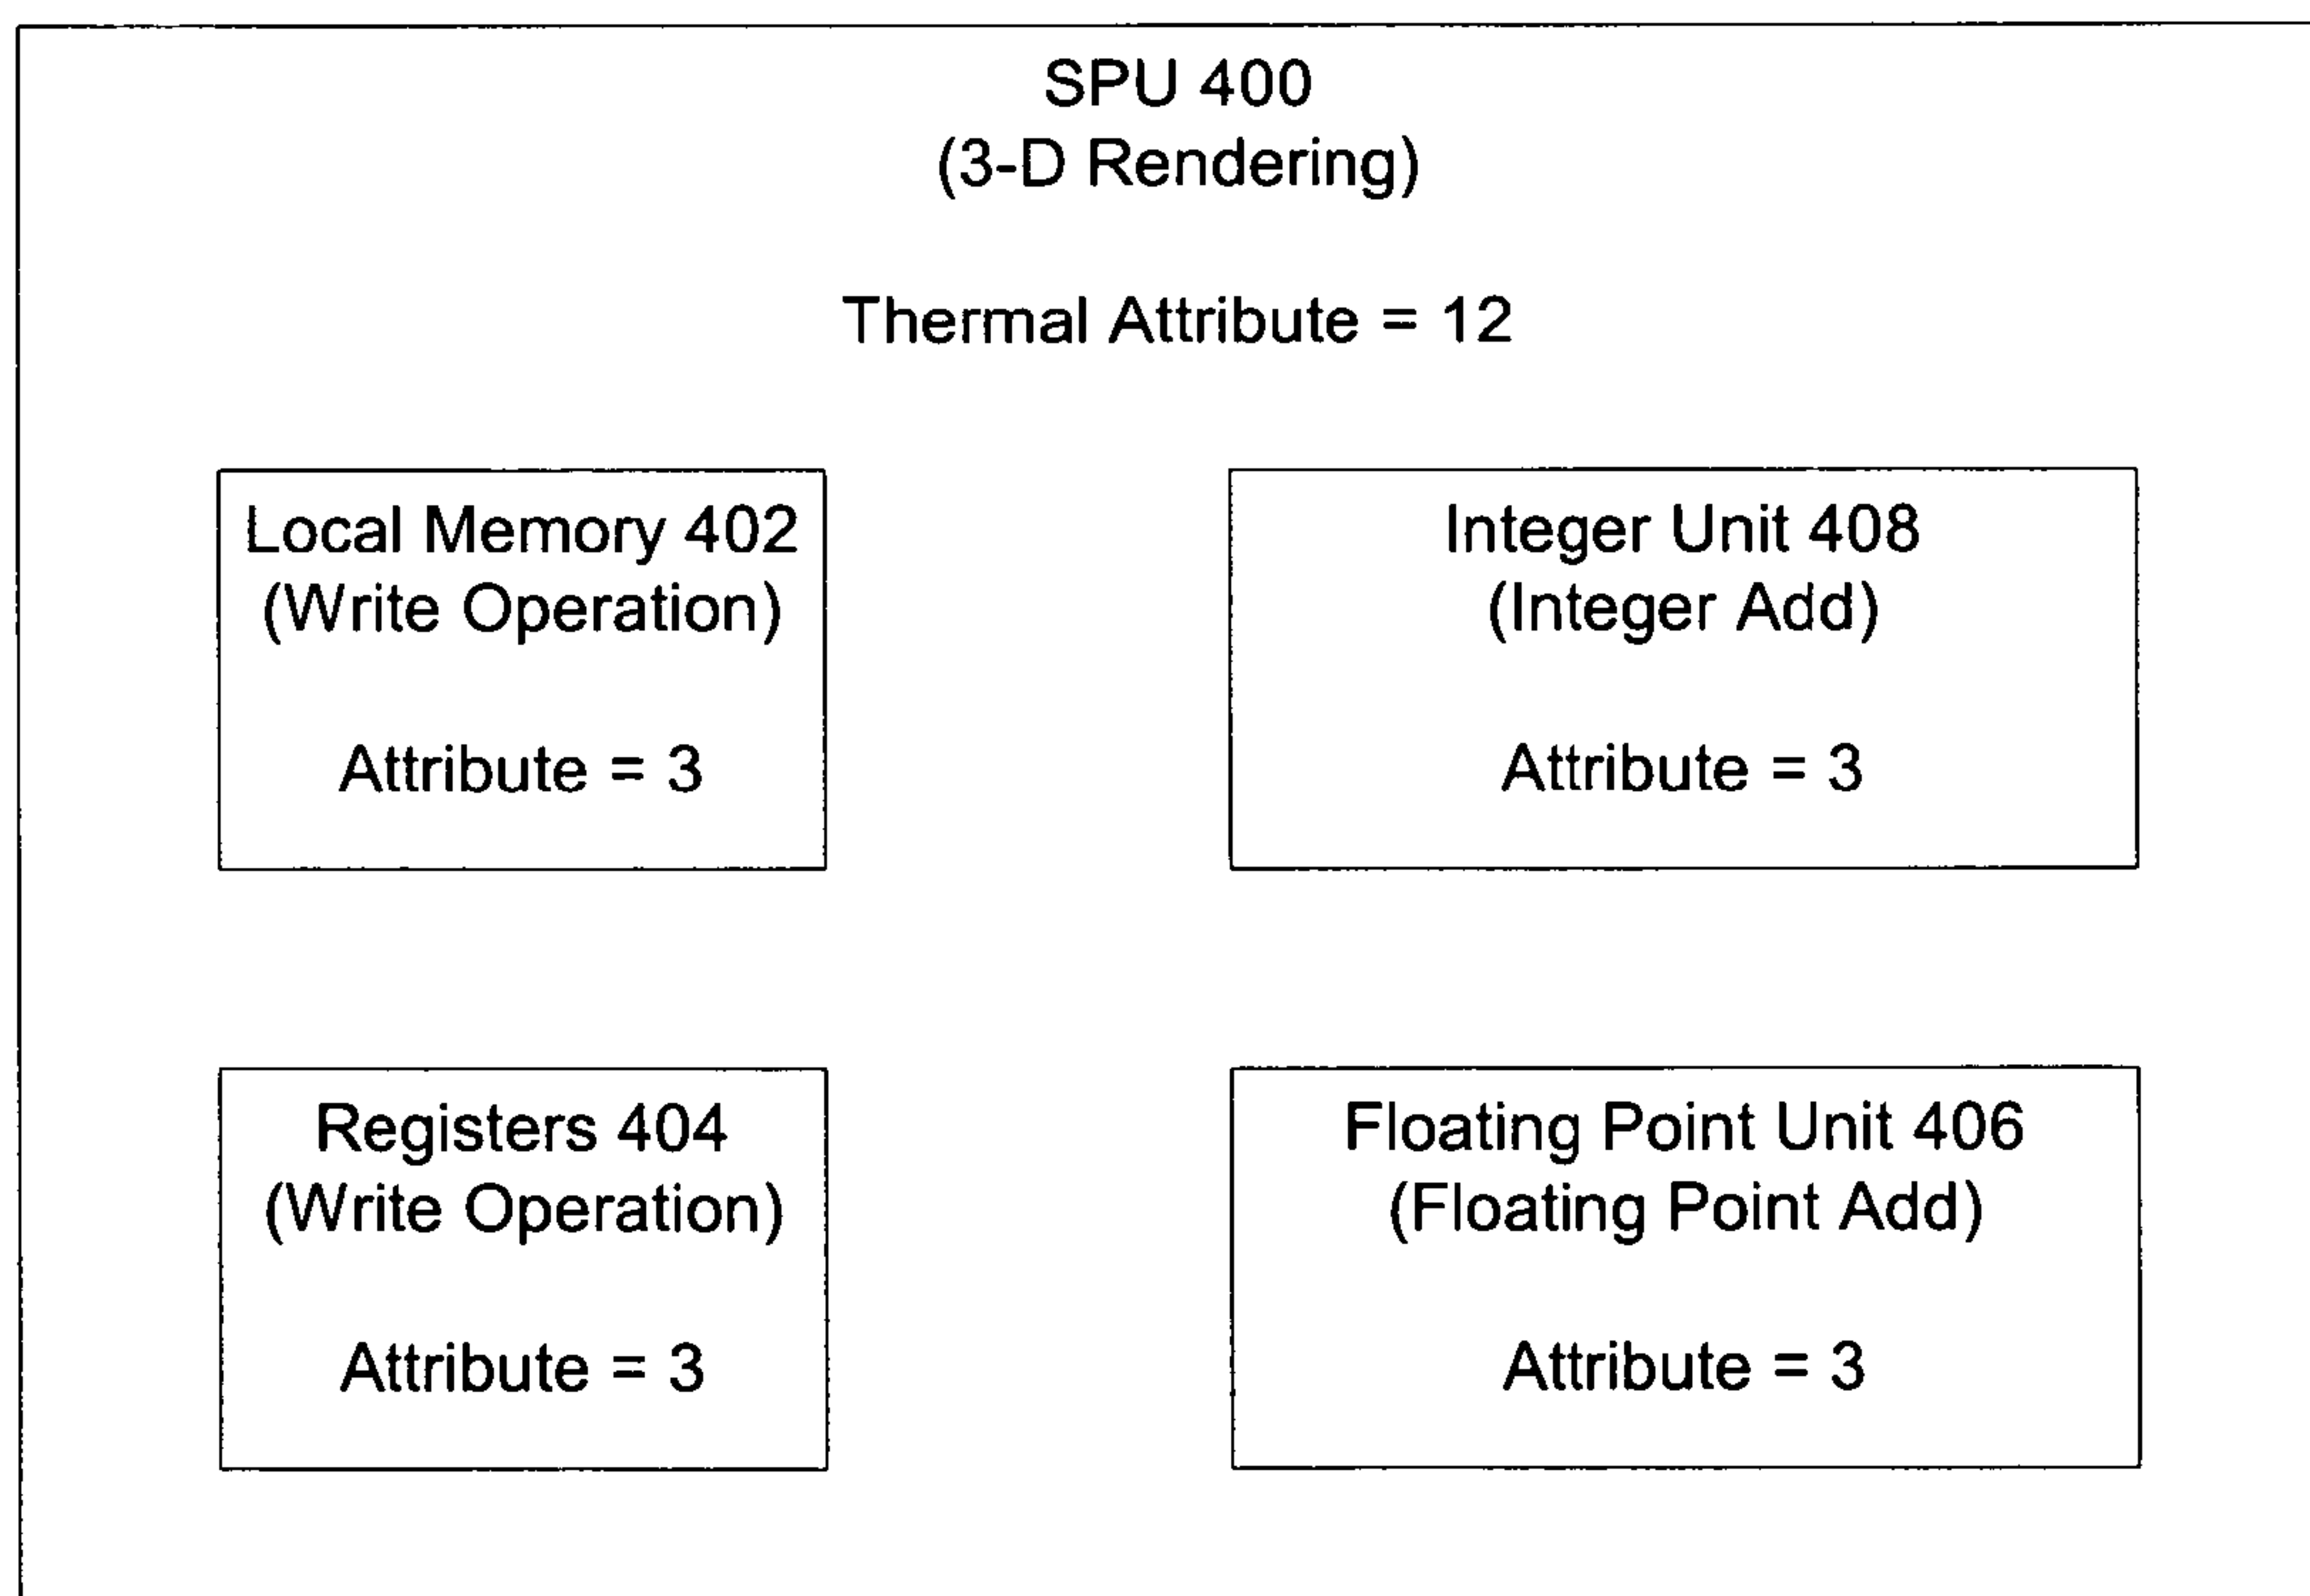 SPU 400
(3-D Rendering)
Thermal Attribute = 12
Local Memory 402
(Write Operation)
Attribute = 3
Integer Unit 408
(Integer Add)
Attribute = 3
Registers 404
(Write Operation)
Attribute = 3
Floating Point Unit 406
(Floating Point Add)
Attribute = 3